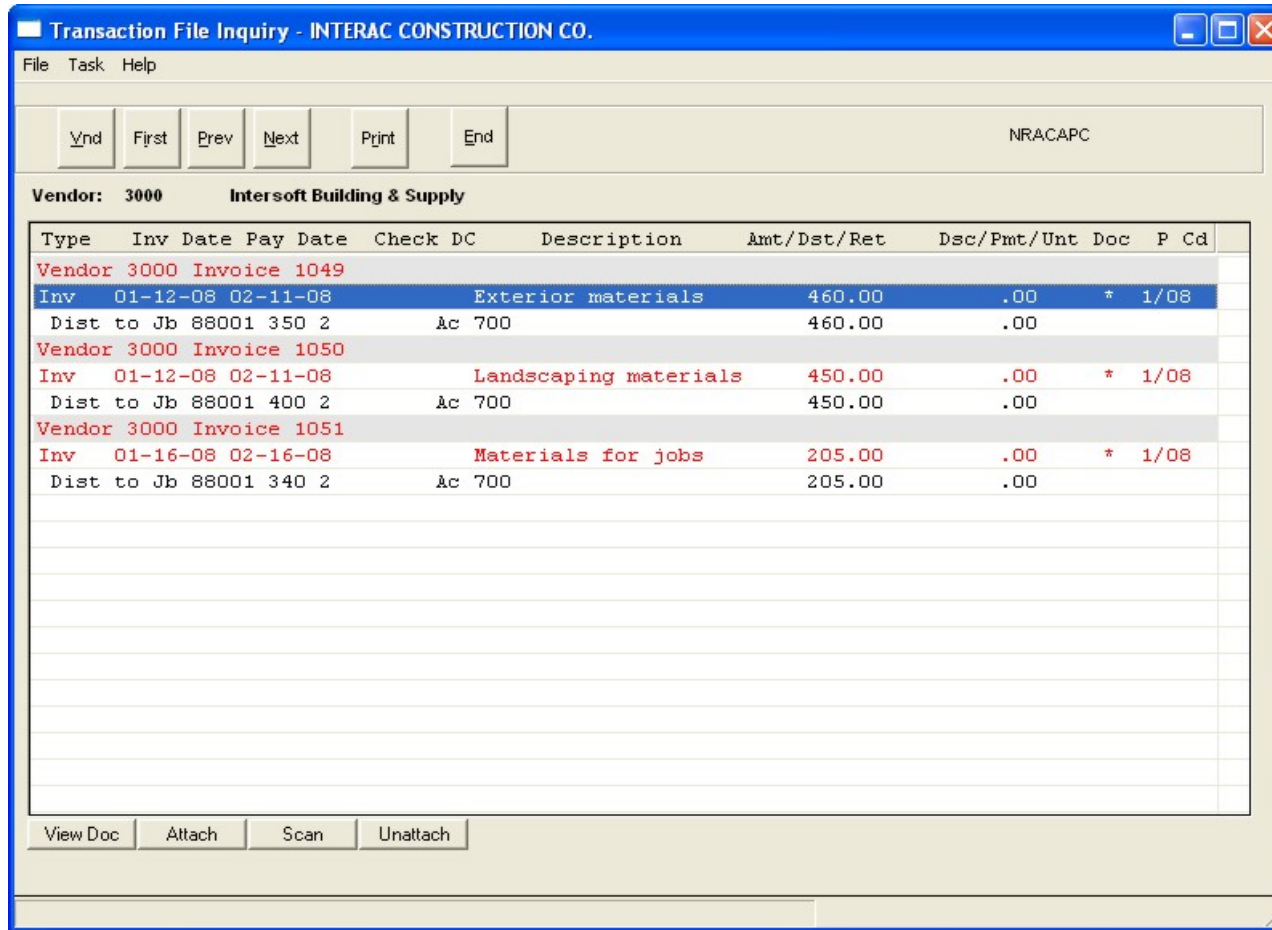 Transaction File Inquiry - INTERAC CONSTRUCTION CO.
File Task Help
Vnd First Prev Next Print End NRACAPC
Vendor: 3000 Intersoft Building & Supply
Type Inv Date Pay Date Check DC Description Amt/Dst/Ret Dsc/Pmt/Unt Doc P Cd
Vendor 3000 Invoice 1049
Inv 01-12-08 02-11-08 Exterior materials 460.00 .00 * 1/08
Dist to Jb 88001 350 2 Ac 700 460.00 .00
Vendor 3000 Invoice 1050
Inv 01-12-08 02-11-08 Landscaping materials 450.00 .00 * 1/08
Dist to Jb 88001 400 2 Ac 700 450.00 .00
Vendor 3000 Invoice 1051
Inv 01-16-08 02-16-08 Materials for jobs 205.00 .00 * 1/08
Dist to Jb 88001 340 2 Ac 700 205.00 .00
View Doc Attach Scan Unattach